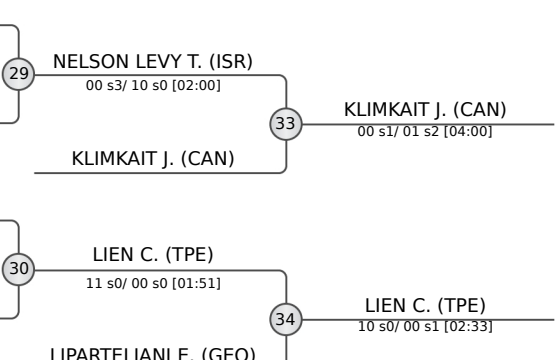 NELSON LEVY T. (ISR)
29
00 s3/ 10 s0 [02:00]
KLIMKAIT J. (CAN)
33
00 s1/ 01 s2 [04:00]
KLIMKAIT J. (CAN)
LIEN C. (TPE)
30
11 s0/ 00 s0 [01:51]
LIEN C. (TPE)
34
10 s0/ 00 s1 [02:33]
LIPARTELIANI E. (GEO)